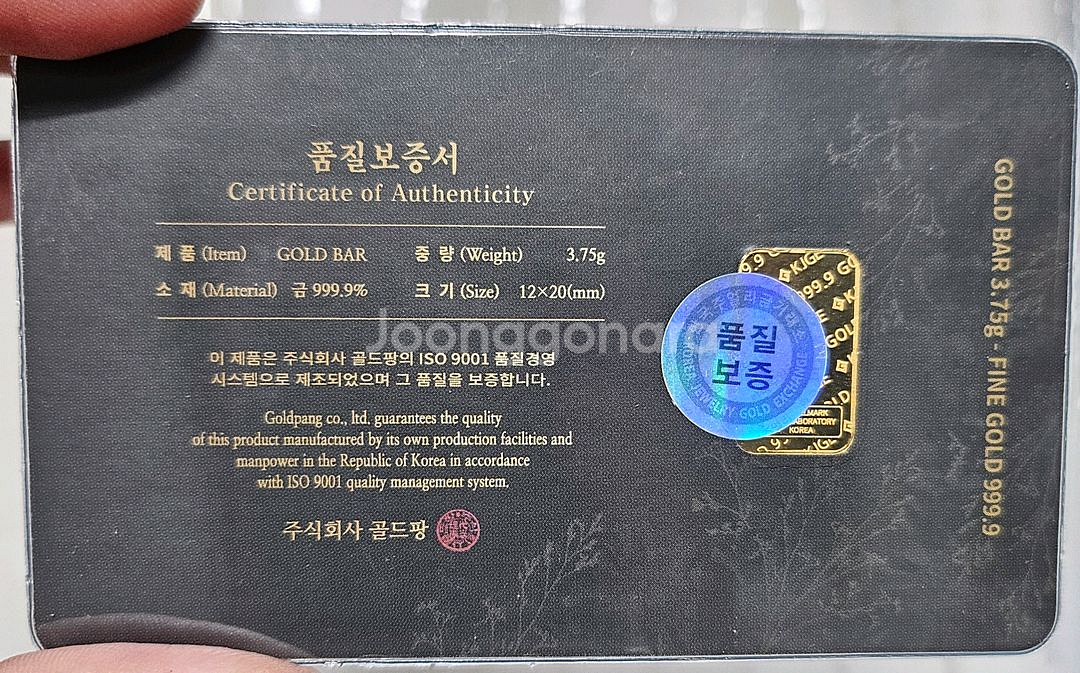 품질보증서
Certificate of Authenticity
제 품 (Item) GOLD BAR 중 량 (Weight) 3.75g
소 재 (Material) 금 999.9% 크 기 (Size) 12×20(mm)
Joonggonara
이 제품은 주식회사 골드팡의 ISO 9001 품질경영
시스템으로 제조되었으며 그 품질을 보증합니다.
Goldpang co., ltd. guarantees the quality
of this product manufactured by its own production facilities and
manpower in the Republic of Korea in accordance
with ISO 9001 quality management system.
주식회사 골드팡
품질
보증
KOREA JEWELRY GOLD EXCHANGE
KOREA
GOLD BAR 3.75g - FINE GOLD 999.9